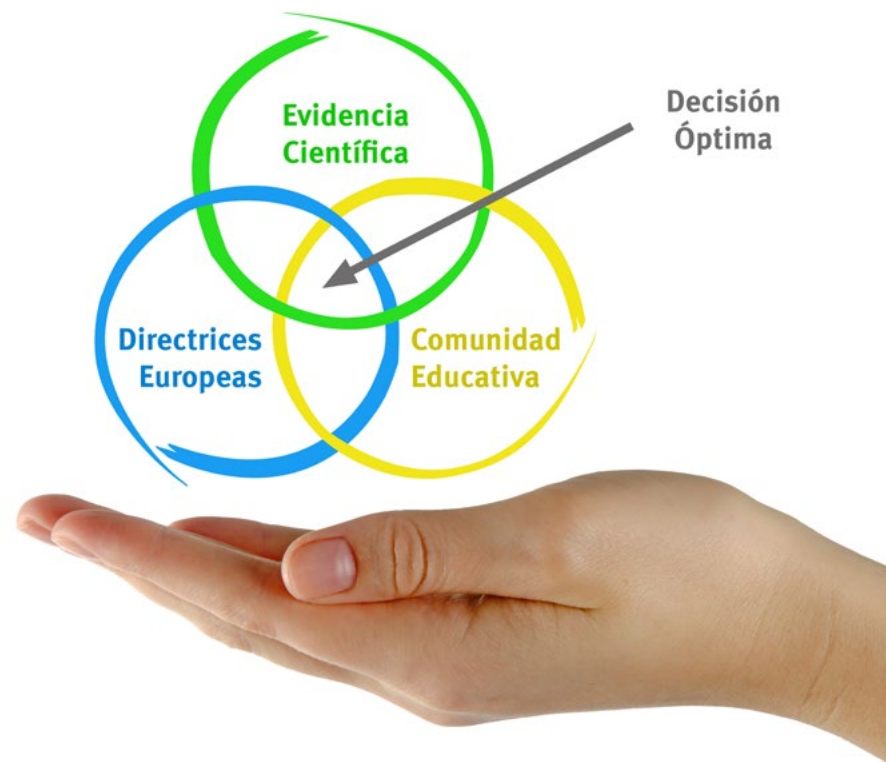 Evidencia
Científica
Decisión
Óptima
Directrices
Europeas
Comunidad
Educativa